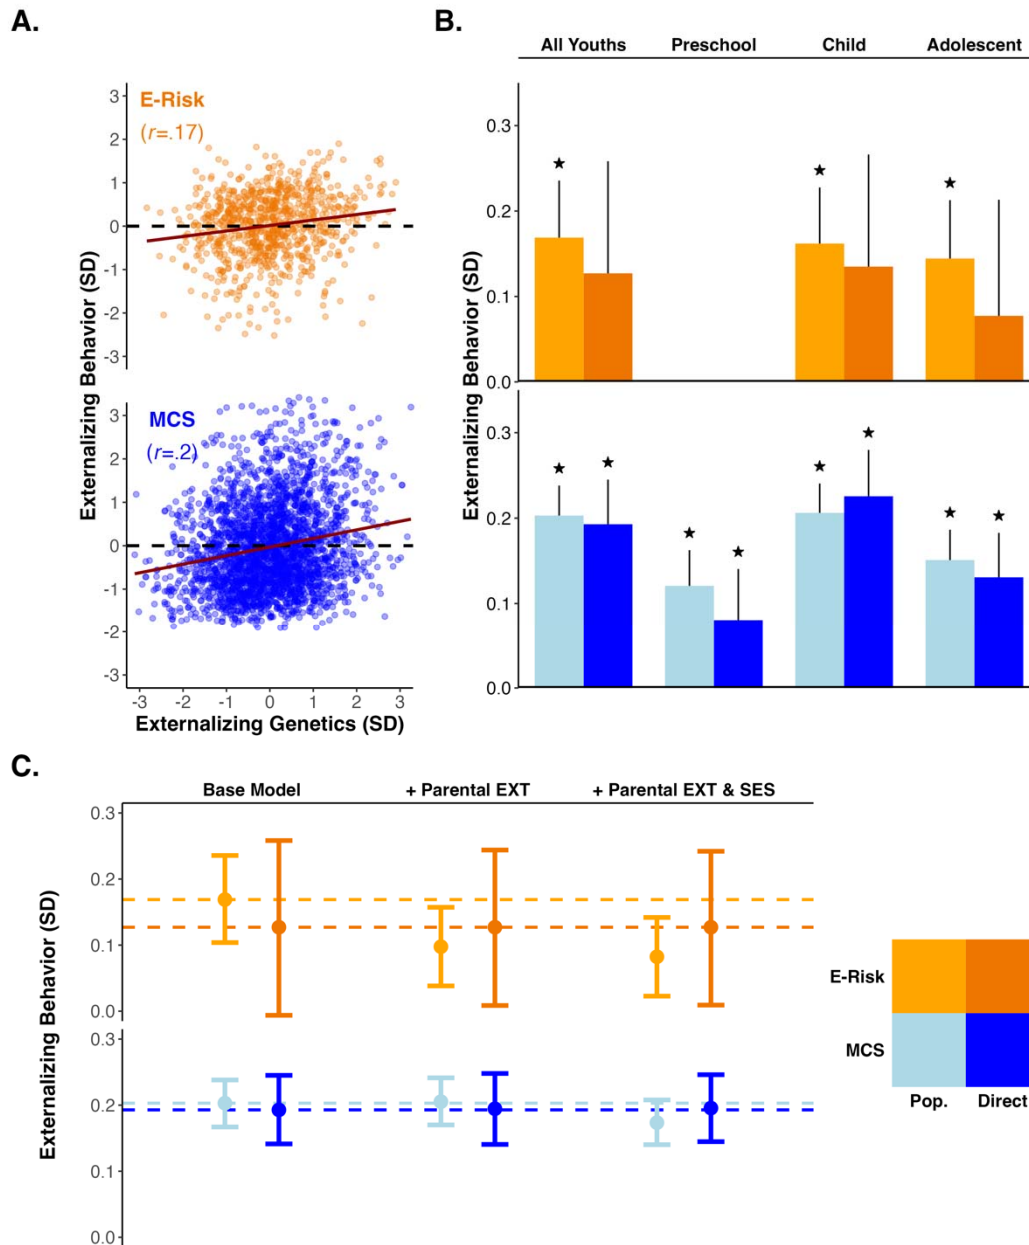 A.
B.
All Youths Preschool Child Adolescent
E-Risk
(r=.17)
3
2
1
0
-1
-2
-3
Externalizing Behavior (SD)
MCS
(r=.2)
3
2
1
0
-1
-2
-3
-3 -2 -1 0 1 2 3
Externalizing Genetics (SD)
0.3
0.2
0.1
0.0
Externalizing Behavior (SD)
0.3
0.2
0.1
0.0
C.
Base Model + Parental EXT + Parental EXT & SES
0.3
0.2
0.1
0.0
Externalizing Behavior (SD)
0.3
0.2
0.1
0.0
E-Risk
MCS
Pop. Direct